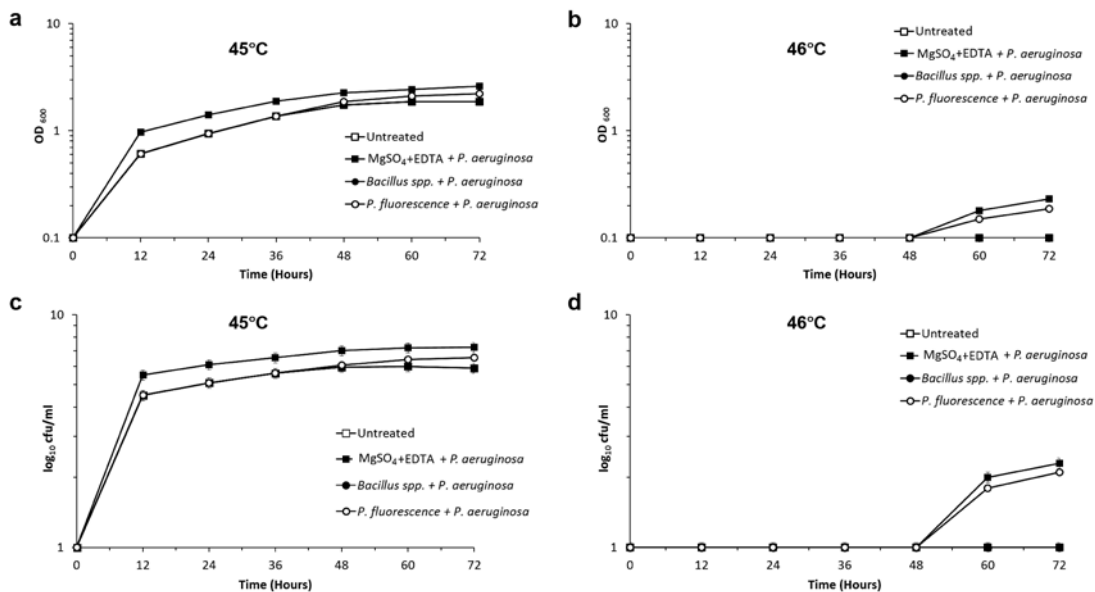 a
45°C
10
1
0.1
OD 600
0 12 24 36 48 60 72
Time (Hours)
Untreated
MgSO4+EDTA + P. aeruginosa
Bacillus spp. + P. aeruginosa
P. fluorescence + P. aeruginosa
b
46°C
10
1
0.1
OD 600
0 12 24 36 48 60 72
Time (Hours)
Untreated
MgSO4+EDTA + P. aeruginosa
Bacillus spp. + P. aeruginosa
P. fluorescence + P. aeruginosa
c
45°C
10
1
log10 cfu/ml
0 12 24 36 48 60 72
Time (Hours)
Untreated
MgSO4+EDTA + P. aeruginosa
Bacillus spp. + P. aeruginosa
P. fluorescence + P. aeruginosa
d
46°C
10
1
log10 cfu/ml
0 12 24 36 48 60 72
Time (Hours)
Untreated
MgSO4+EDTA + P. aeruginosa
Bacillus spp. + P. aeruginosa
P. fluorescence + P. aeruginosa